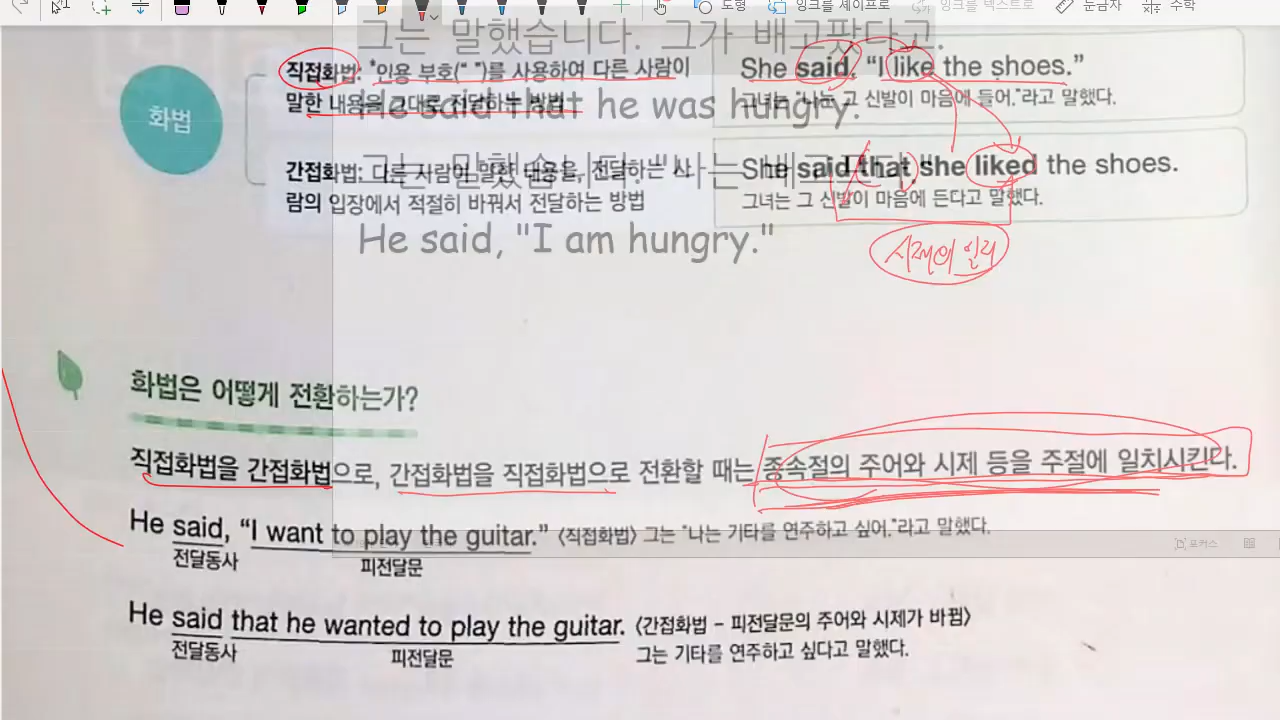 도형
잉크를 셰이프로
잉크를 텍스트로
눈금자
수학
그는 말했습니다. 그가 배고팠다고.
He said that he was hungry.
그는 말했습니다. "나는 배고
He said, "I am hungry."
화법
직접화법: 인용 부호(“ ”)를 사용하여 다른 사람이
말한 내용을 그대로 전달하는 방법
She said, “I like the shoes.”
그녀는 “나는 그 신발이 마음에 들어.”라고 말했다.
간접화법: 다른 사람이 말한 내용을, 전달하는 사
람의 입장에서 적절히 바꿔서 전달하는 방법
She said that she liked the shoes.
그녀는 그 신발이 마음에 든다고 말했다.
시제의 일치
화법은 어떻게 전환하는가?
직접화법을 간접화법으로, 간접화법을 직접화법으로 전환할 때는 종속절의 주어와 시제 등을 주절에 일치시킨다.
He said, “I want to play the guitar.” 〈직접화법〉 그는 “나는 기타를 연주하고 싶어.”라고 말했다.
전달동사 피전달문
포커스
He said that he wanted to play the guitar. 〈간접화법 – 피전달문의 주어와 시제가 바뀜〉
전달동사 피전달문 그는 기타를 연주하고 싶다고 말했다.